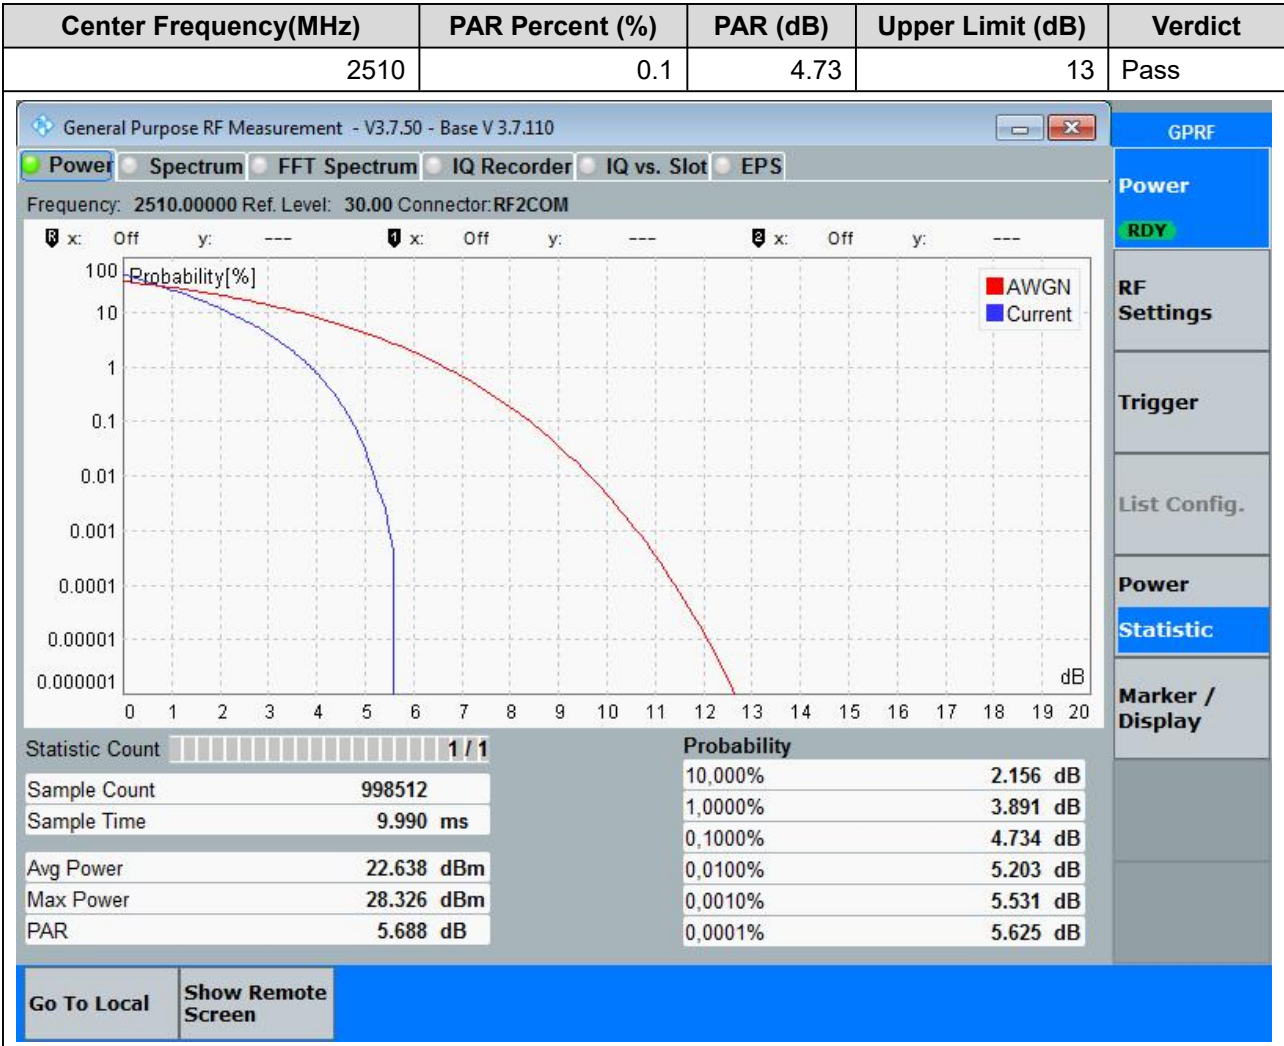 Center Frequency(MHz) PAR Percent (%) PAR (dB) Upper Limit (dB) Verdict
2510 0.1 4.73 13 Pass
General Purpose RF Measurement - V3.7.50 - Base V 3.7.110
GPRF
Power Spectrum FFT Spectrum IQ Recorder IQ vs. Slot EPS
Frequency: 2510.00000 Ref. Level: 30.00 Connector: RF2COM
R x: Off y: --- 1 x: Off y: --- 2 x: Off y: ---
Probability[%]
AWGN
Current
100
10
1
0.1
0.01
0.001
0.0001
0.00001
0.000001
dB
0 1 2 3 4 5 6 7 8 9 10 11 12 13 14 15 16 17 18 19 20
Statistic Count 1 / 1
Sample Count 998512
Sample Time 9.990 ms
Avg Power 22.638 dBm
Max Power 28.326 dBm
PAR 5.688 dB
Probability
10,000% 2.156 dB
1,0000% 3.891 dB
0,1000% 4.734 dB
0,0100% 5.203 dB
0,0010% 5.531 dB
0,0001% 5.625 dB
Power
RDY
RF
Settings
Trigger
List Config.
Power
Statistic
Marker /
Display
Go To Local
Show Remote
Screen